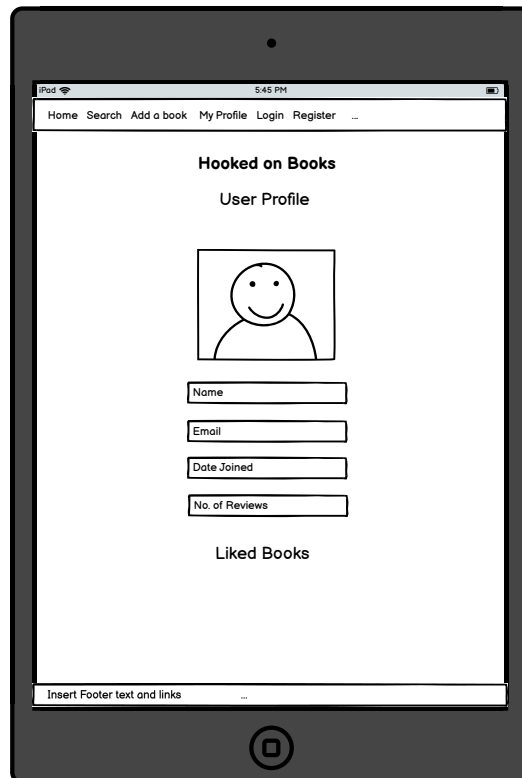 iPad 5:45 PM
Home Search Add a book My Profile Login Register ...
Hooked on Books
User Profile
Name
Email
Date Joined
No. of Reviews
Liked Books
Insert Footer text and links ...